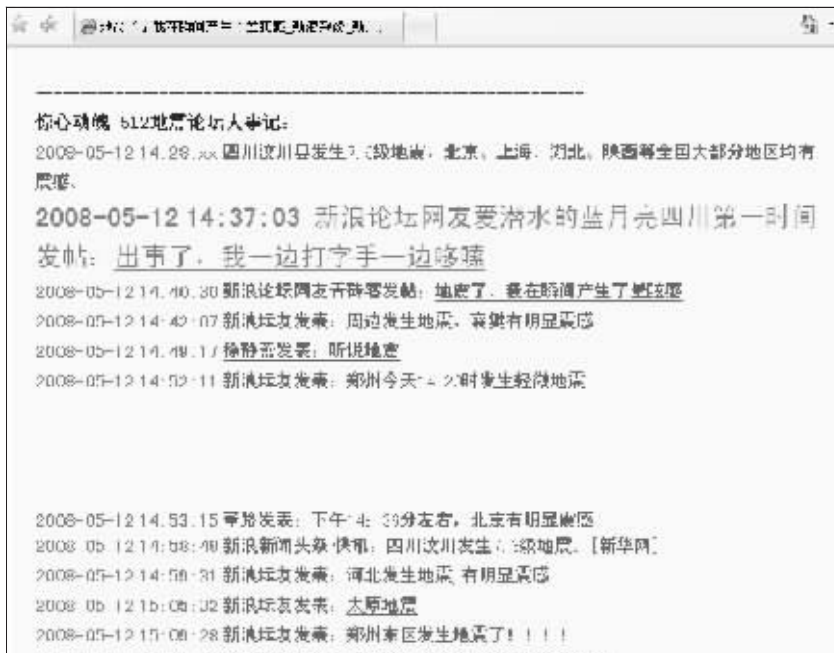 惊心动魄 512地震论坛大事记:
2008-05-12 14:28:xx 四川汶川县发生7. 级地震,北京、上海、湖北、陕西等全国大部分地区均有
震感。
2008-05-12 14:37:03 新浪论坛网友爱潜水的蓝月亮四川第一时间
发帖:出事了,我一边打字手一边哆嗦
2008-05-12 14:40:30 新浪论坛网友 发帖:地震了,我在瞬间产生了眩晕感
2008-05-12 14:42:07 新浪坛友发表:周边发生地震,襄樊有明显震感
2008-05-12 14:49:17 发表:听说地震
2008-05-12 14:52:11 新浪坛友发表:郑州今天14:20时发生轻微地震
2008-05-12 14:53:15 发表:下午14: 分左右,北京有明显震感
2008-05-12 14:58:49 新浪新闻头条 快讯:四川汶川发生7. 级地震。[新华网]
2008-05-12 14:59:31 新浪坛友发表:河北发生地震 有明显震感
2008-05-12 15:06:32 新浪坛友发表:太原地震
2008-05-12 15:09:28 新浪坛友发表:郑州东区发生地震了!!!!